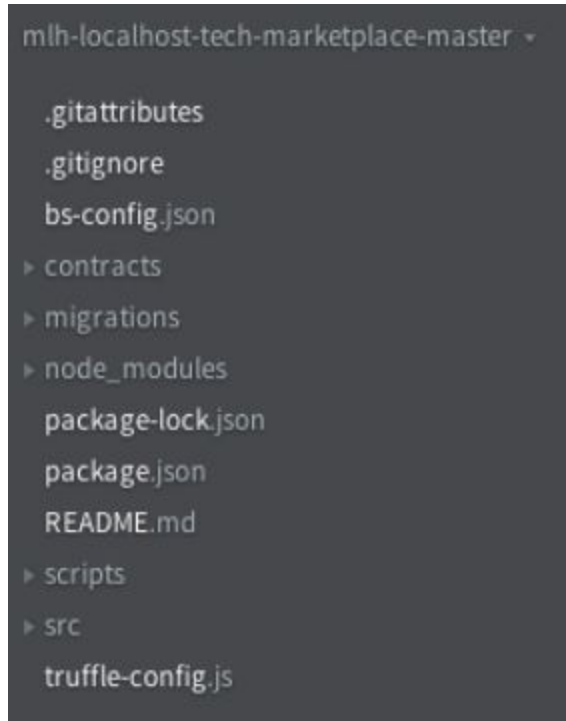 mlh-localhost-tech-marketplace-master
.gitattributes
.gitignore
bs-config.json
contracts
migrations
node_modules
package-lock.json
package.json
README.md
scripts
src
truffle-config.js